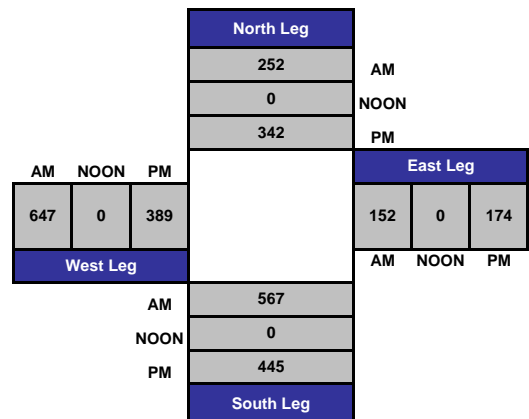 North Leg
252 AM
0 NOON
342 PM
AM NOON PM
East Leg
647 0 389
152 0 174
West Leg
AM NOON PM
AM 567
NOON 0
PM 445
South Leg